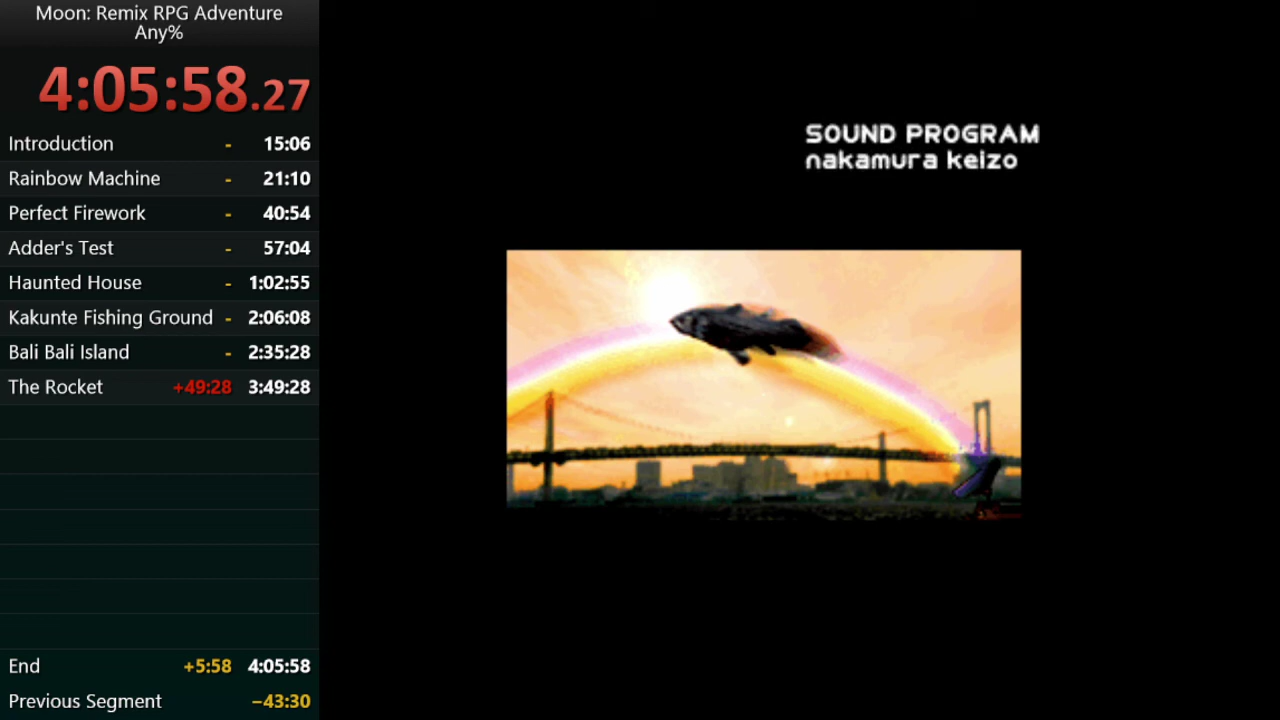 Moon: Remix RPG Adventure
Any%
4:05:58.27
Introduction - 15:06
Rainbow Machine - 21:10
Perfect Firework - 40:54
Adder's Test - 57:04
Haunted House - 1:02:55
Kakunte Fishing Ground - 2:06:08
Bali Bali Island - 2:35:28
The Rocket +49:28 3:49:28
End +5:58 4:05:58
Previous Segment −43:30
SOUND PROGRAM
nakamura keizo